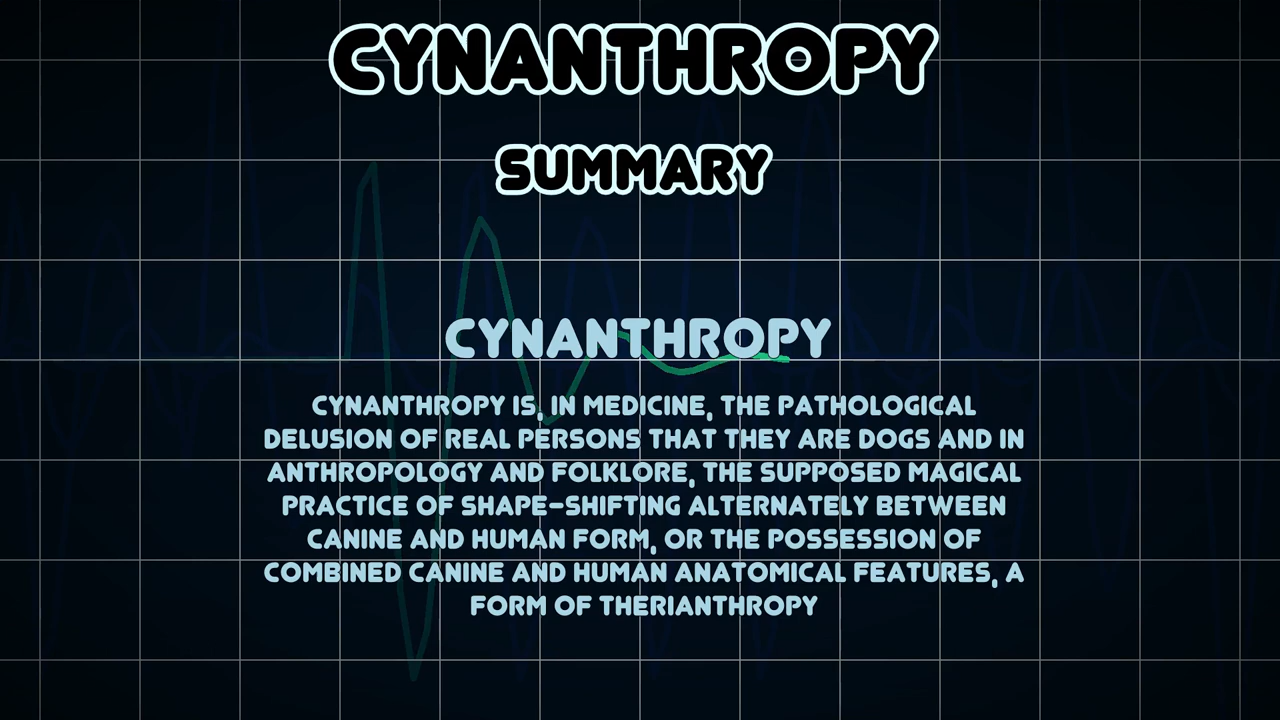 CYNANTHROPY
SUMMARY
CYNANTHROPY
CYNANTHROPY IS, IN MEDICINE, THE PATHOLOGICAL
DELUSION OF REAL PERSONS THAT THEY ARE DOGS AND IN
ANTHROPOLOGY AND FOLKLORE, THE SUPPOSED MAGICAL
PRACTICE OF SHAPE-SHIFTING ALTERNATELY BETWEEN
CANINE AND HUMAN FORM, OR THE POSSESSION OF
COMBINED CANINE AND HUMAN ANATOMICAL FEATURES, A
FORM OF THERIANTHROPY